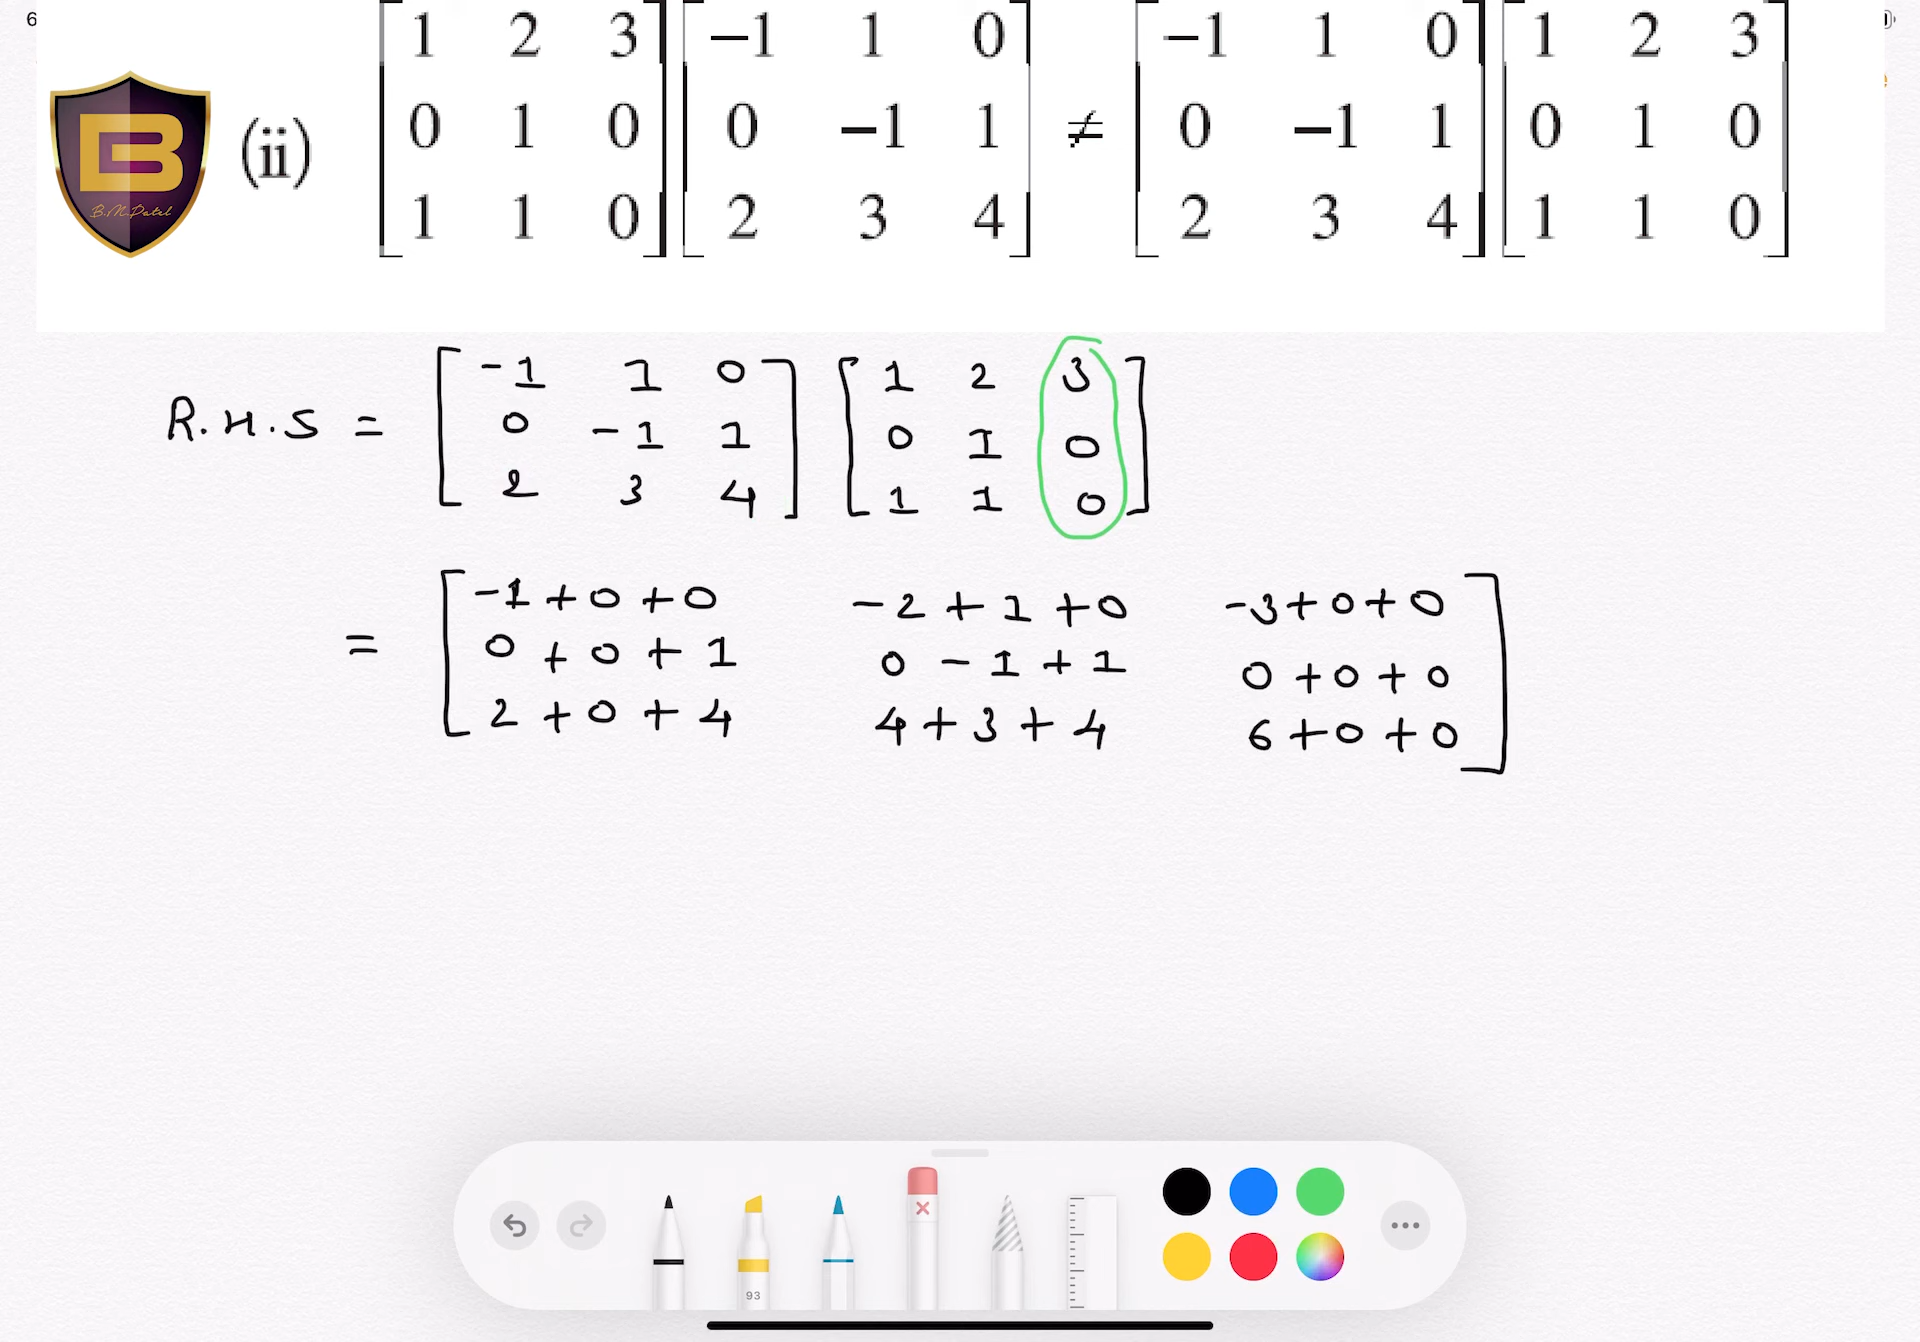 6
1 2 3 −1 1 0 −1 1 0 1 2 3
(ii) 0 1 0 0 −1 1 ≠ 0 −1 1 0 1 0
1 1 0 2 3 4 2 3 4 1 1 0
B
B.M.Patel
e
-1 1 0 1 2 3
R.H.S = 0 -1 1 0 1 0
2 3 4 1 1 0
-1+0+0 -2+1+0 -3+0+0
= 0+0+1 0-1+1 0+0+0
2+0+4 4+3+4 6+0+0
93